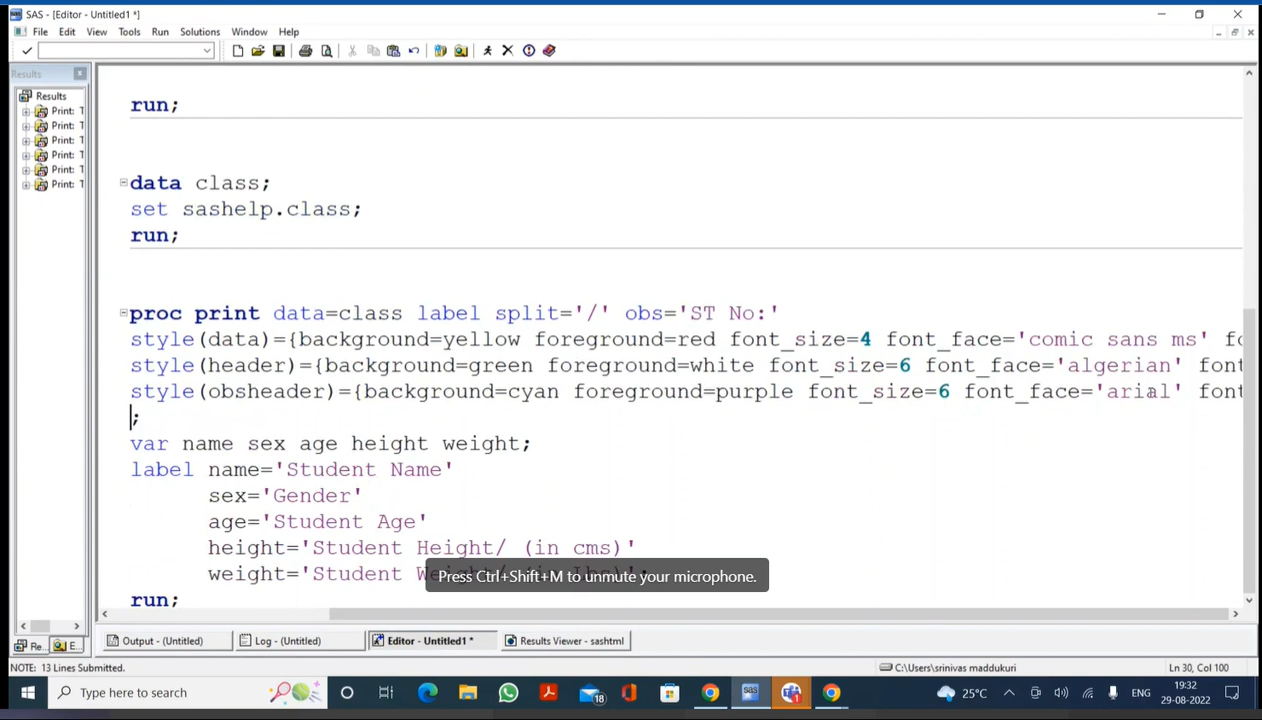 SAS - [Editor - Untitled1 *]
File Edit View Tools Run Solutions Window Help
Results
Results
Print: T
Print: T
Print: T
Print: T
Print: T
Print: T
run;
data class;
set sashelp.class;
run;
proc print data=class label split='/' obs='ST No:'
style(data)={background=yellow foreground=red font_size=4 font_face='comic sans ms' fo
style(header)={background=green foreground=white font_size=6 font_face='algerian' font
style(obsheader)={background=cyan foreground=purple font_size=6 font_face='arial' font
;
var name sex age height weight;
label name='Student Name'
sex='Gender'
age='Student Age'
height='Student Height/ (in cms)'
weight='Student
Press Ctrl+Shift+M to unmute your microphone.
run;
Re... E... Output - (Untitled) Log - (Untitled) Editor - Untitled1 * Results Viewer - sashtml
NOTE: 13 Lines Submitted. C:\Users\srinivas maddukuri Ln 30, Col 100
Type here to search 18 sas 1 25°C ENG 19:32
29-08-2022